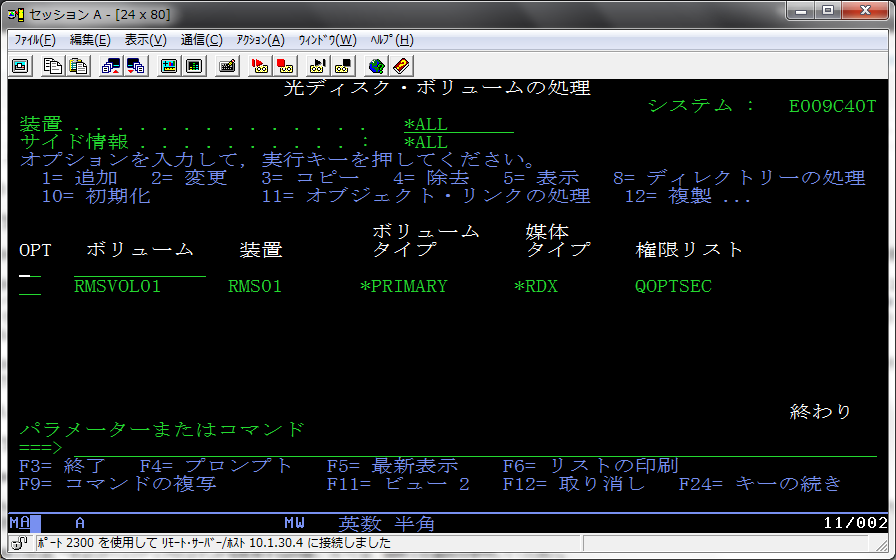 セッション A - [24 x 80]
ﾌｧｲﾙ(F) 編集(E) 表示(V) 通信(C) ｱｸｼｮﾝ(A) ｳｨﾝﾄﾞｳ(W) ﾍﾙﾌﾟ(H)
光ディスク・ボリュームの処理
システム : E009C40T
装置 . . . . . . . . . . . . . . *ALL
サイド情報 . . . . . . . . . . . : *ALL
オプションを入力して, 実行キーを押してください。
1= 追加 2= 変更 3= コピー 4= 除去 5= 表示 8= ディレクトリーの処理
10= 初期化 11= オブジェクト・リンクの処理 12= 複製 ...
ボリューム 媒体
OPT ボリューム 装置 タイプ タイプ 権限リスト
RMSVOL01 RMS01 *PRIMARY *RDX QOPTSEC
終わり
パラメーターまたはコマンド
===>
F3= 終了 F4= プロンプト F5= 最新表示 F6= リストの印刷
F9= コマンドの複写 F11= ビュー 2 F12= 取り消し F24= キーの続き
MA A MW 英数 半角 11/002
ﾎﾟｰﾄ 2300 を使用して ﾘﾓｰﾄ･ｻｰﾊﾞｰ/ﾎｽﾄ 10.1.30.4 に接続しました